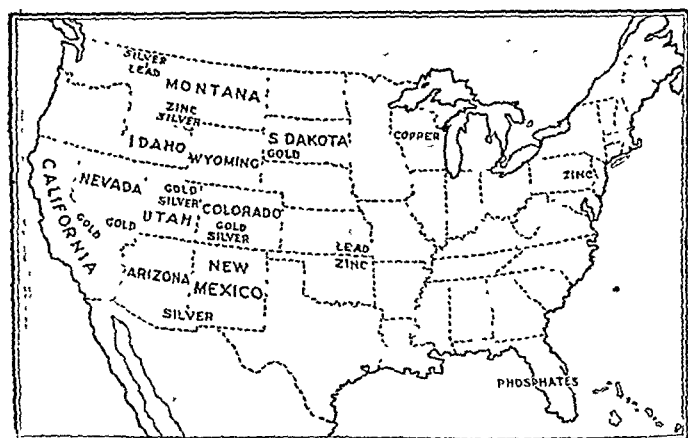 SILVER
LEAD
MONTANA
ZINC
SILVER
IDAHO
WYOMING
S DAKOTA
GOLD
COPPER
ZINC
CALIFORNIA
NEVADA
GOLD
SILVER
UTAH
COLORADO
GOLD
SILVER
GOLD
GOLD
LEAD
ZINC
ARIZONA
NEW
MEXICO
SILVER
PHOSPHATES